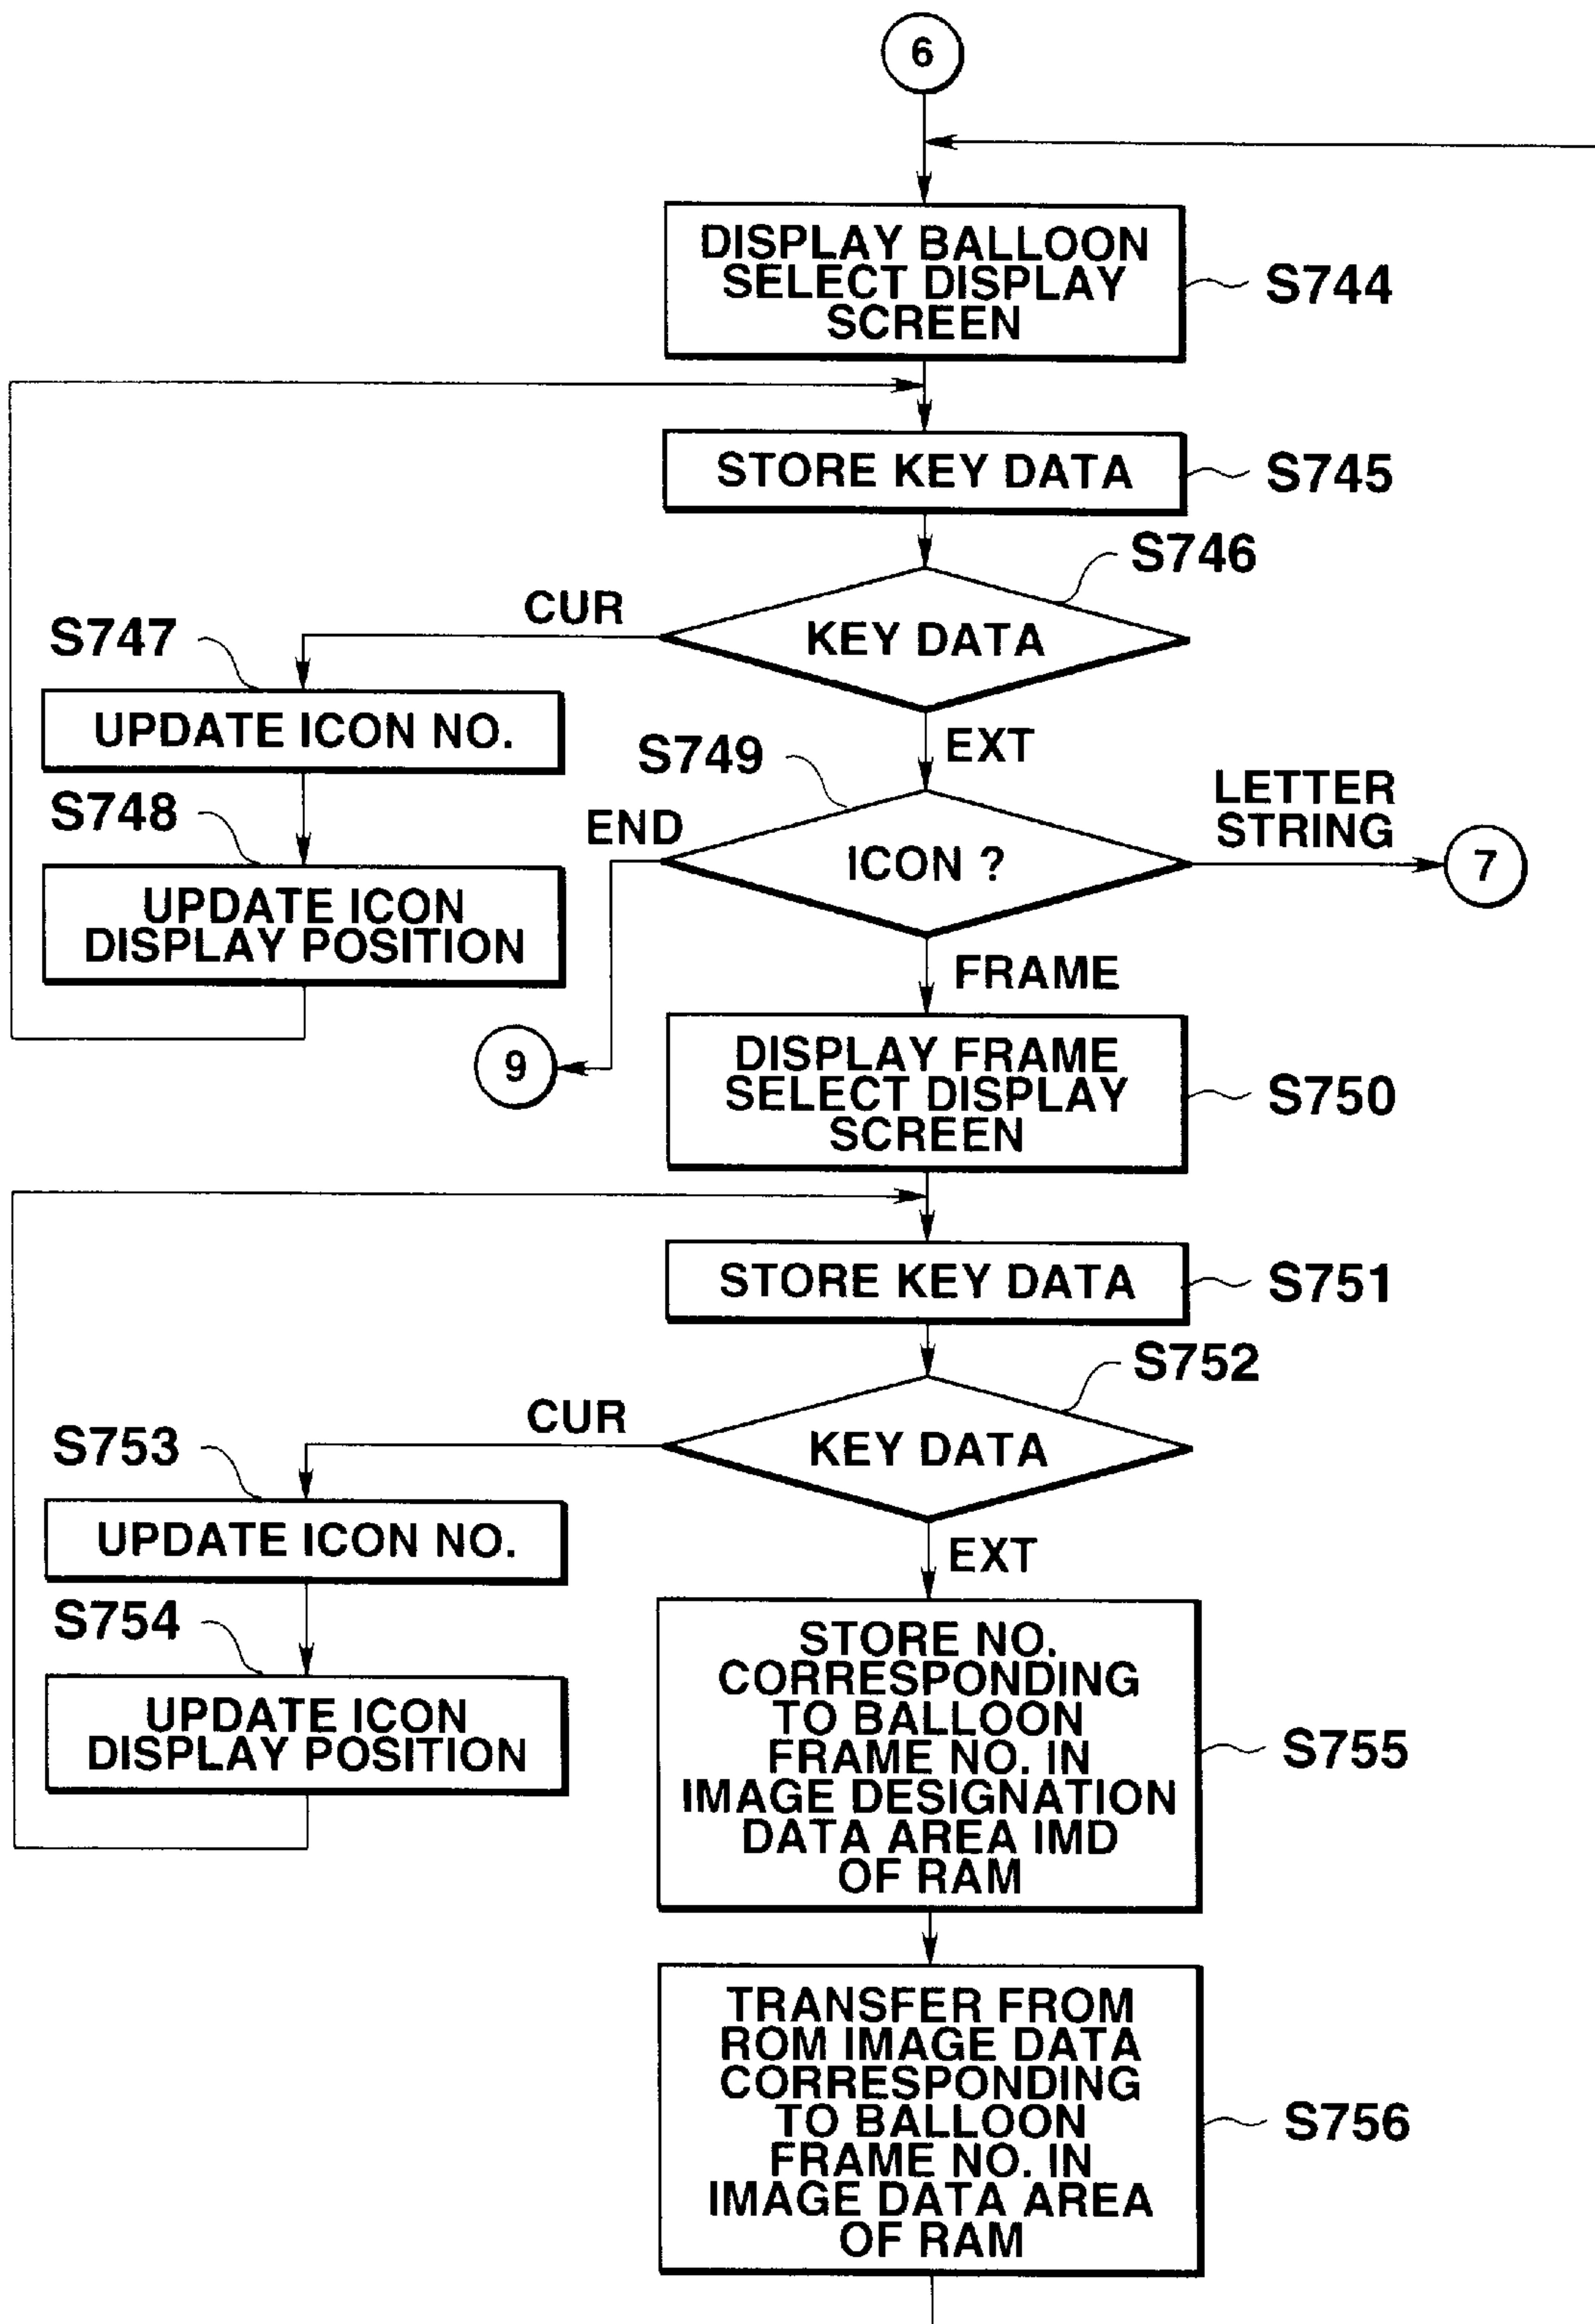 6
DISPLAY BALLOON
SELECT DISPLAY
SCREEN
S744
STORE KEY DATA
S745
S746
KEY DATA
CUR
S747
UPDATE ICON NO.
S748
UPDATE ICON
DISPLAY POSITION
EXT
S749
END
ICON ?
LETTER
STRING
7
9
FRAME
DISPLAY FRAME
SELECT DISPLAY
SCREEN
S750
STORE KEY DATA
S751
S752
KEY DATA
CUR
S753
UPDATE ICON NO.
S754
UPDATE ICON
DISPLAY POSITION
EXT
STORE NO.
CORRESPONDING
TO BALLOON
FRAME NO. IN
IMAGE DESIGNATION
DATA AREA IMD
OF RAM
S755
TRANSFER FROM
ROM IMAGE DATA
CORRESPONDING
TO BALLOON
FRAME NO. IN
IMAGE DATA AREA
OF RAM
S756